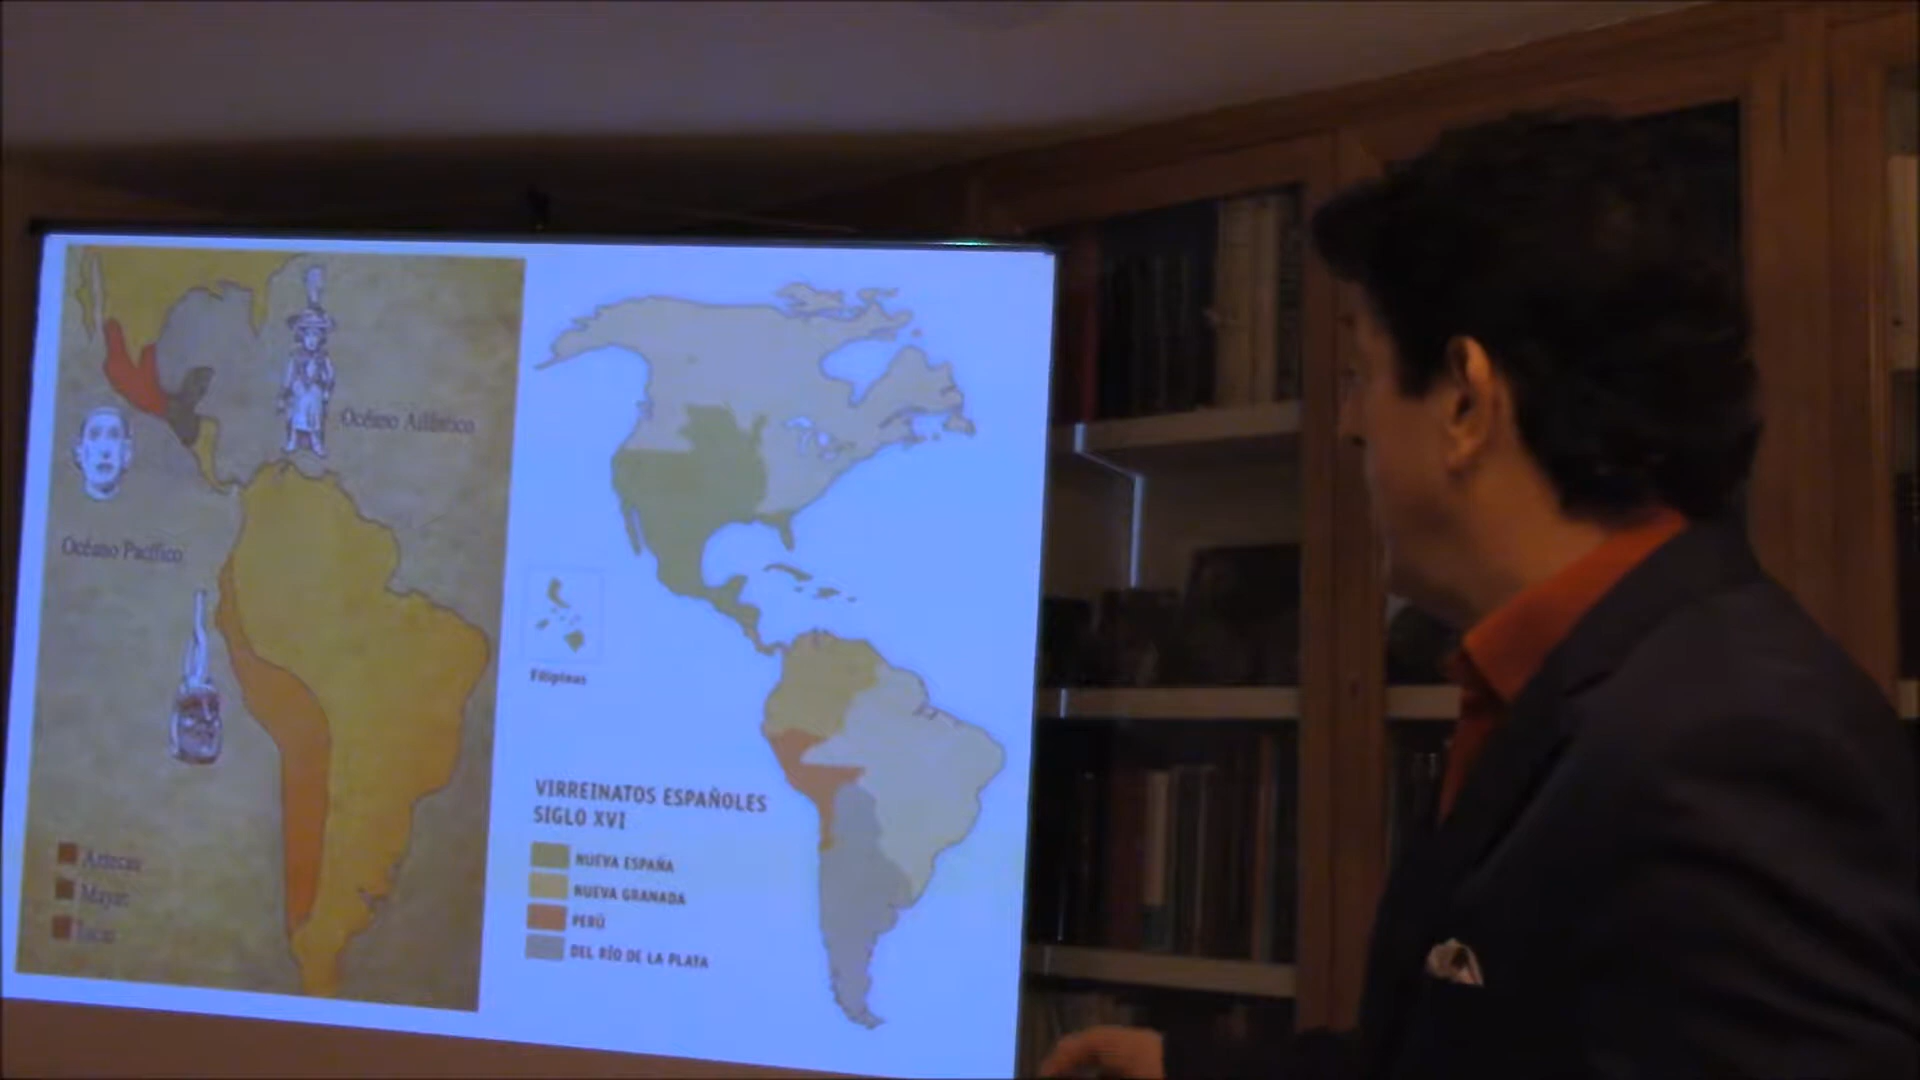 Océano Atlántico
Océano Pacífico
Aztecas
Mayas
Incas
Filipinas
VIRREINATOS ESPAÑOLES
SIGLO XVI
NUEVA ESPAÑA
NUEVA GRANADA
PERÚ
DEL RÍO DE LA PLATA